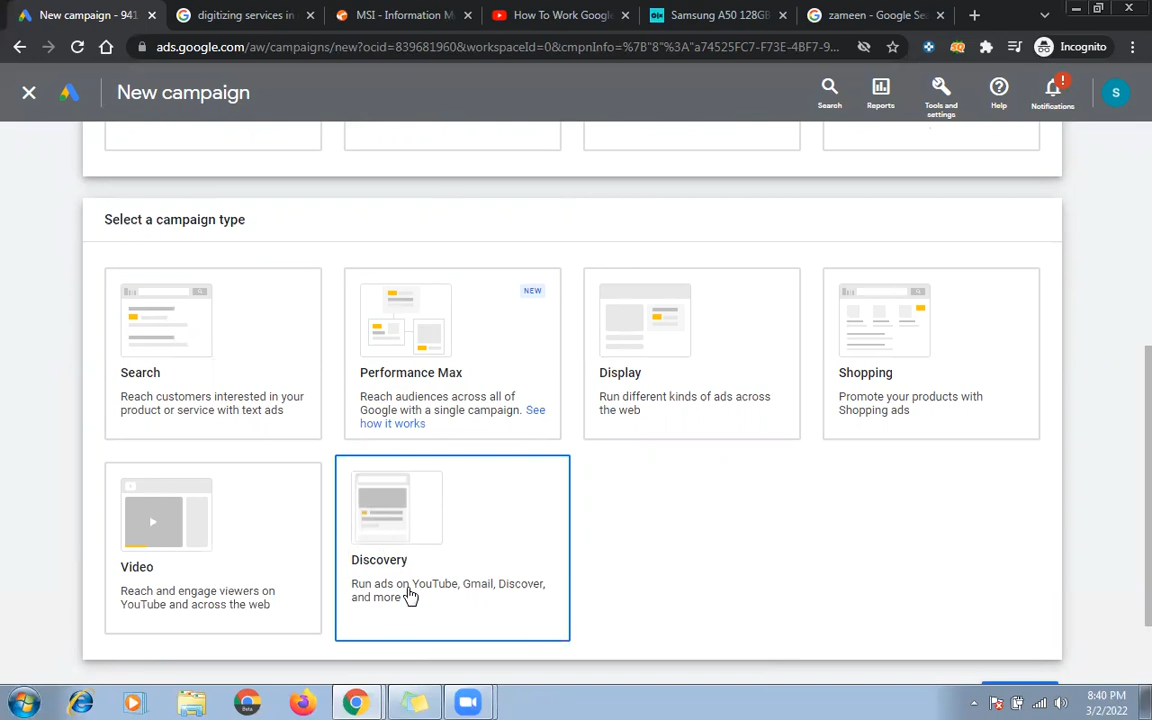 New campaign - 941
digitizing services in
MSI - Information M
How To Work Google
Samsung A50 128GB
zameen - Google Se
ads.google.com/aw/campaigns/new?ocid=839681960&workspaceId=0&cmpnInfo=%7B"8"%3A"a74525FC7-F73E-4BF7-9...
Incognito
New campaign
Search
Reports
Tools and
settings
Help
Notifications
S
Select a campaign type
Search
Reach customers interested in your
product or service with text ads
NEW
Performance Max
Reach audiences across all of
Google with a single campaign. See
how it works
Display
Run different kinds of ads across
the web
Shopping
Promote your products with
Shopping ads
Video
Reach and engage viewers on
YouTube and across the web
Discovery
Run ads on YouTube, Gmail, Discover,
and more
8:40 PM
3/2/2022